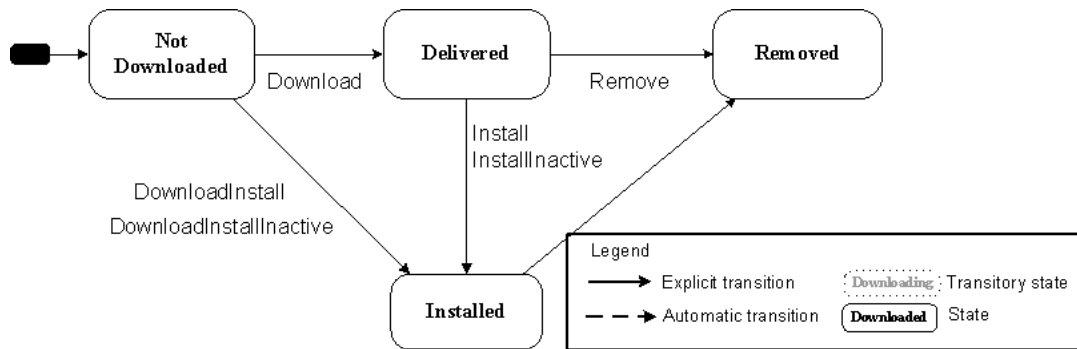 Not
Downloaded
Delivered
Removed
Download
Remove
Install
InstallInactive
DownloadInstall
DownloadInstallInactive
Installed
Legend
Explicit transition
Downloading
Transitory state
Automatic transition
Downloaded
State